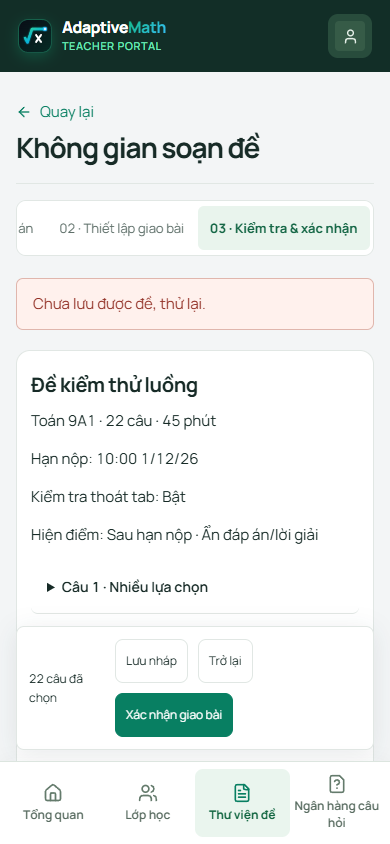 AdaptiveMath
TEACHER PORTAL
Quay lại
Không gian soạn đề
án
02 · Thiết lập giao bài
03 · Kiểm tra & xác nhận
Chưa lưu được đề, thử lại.
Đề kiểm thử luồng
Toán 9A1 · 22 câu · 45 phút
Hạn nộp: 10:00 1/12/26
Kiểm tra thoát tab: Bật
Hiện điểm: Sau hạn nộp · Ẩn đáp án/lời giải
Câu 1 · Nhiều lựa chọn
22 câu đã
chọn
Lưu nháp
Trở lại
Xác nhận giao bài
Tổng quan
Lớp học
Thư viện đề
Ngân hàng câu
hỏi